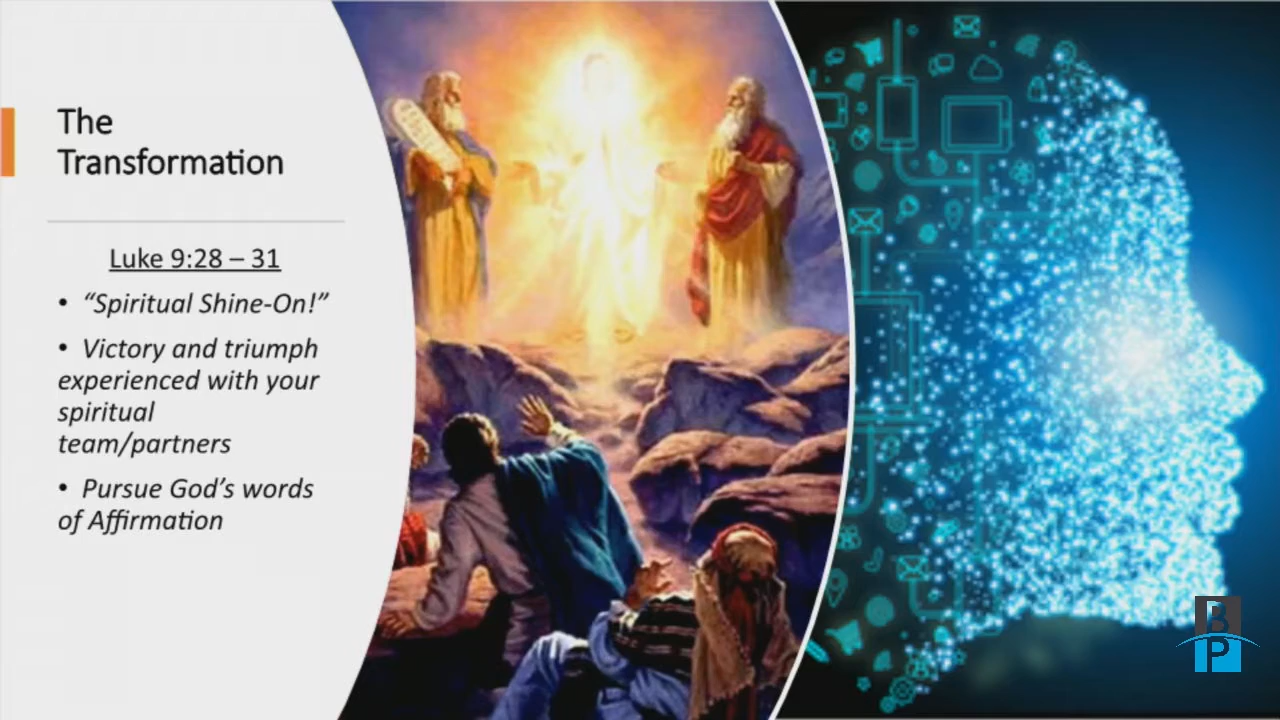 The
Transformation
Luke 9:28 – 31
• “Spiritual Shine-On!”
• Victory and triumph
experienced with your
spiritual
team/partners
• Pursue God’s words
of Affirmation
B
P